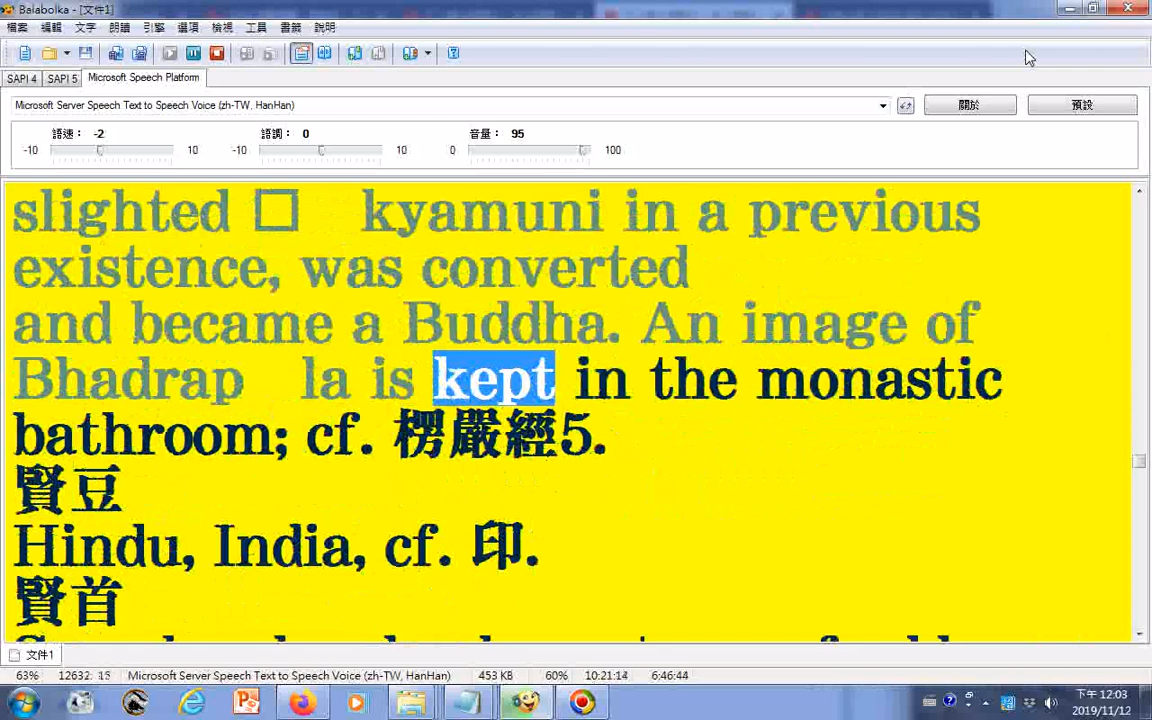 Balabolka - [文件1]
檔案 編輯 文字 朗讀 引擎 選項 檢視 工具 書籤 說明
SAPI 4 SAPI 5 Microsoft Speech Platform
Microsoft Server Speech Text to Speech Voice (zh-TW, HanHan) 關於 預設
語速： -2 語調： 0 音量： 95
-10 10 -10 10 0 100
slighted □ kyamuni in a previous
existence, was converted
and became a Buddha. An image of
Bhadrap la is kept in the monastic
bathroom; cf. 楞嚴經5.
賢豆
Hindu, India, cf. 印.
賢首
文件1
63% 12632: 15 Microsoft Server Speech Text to Speech Voice (zh-TW, HanHan) 453 KB 60% 10:21:14 6:46:44
下午 12:03
2019/11/12